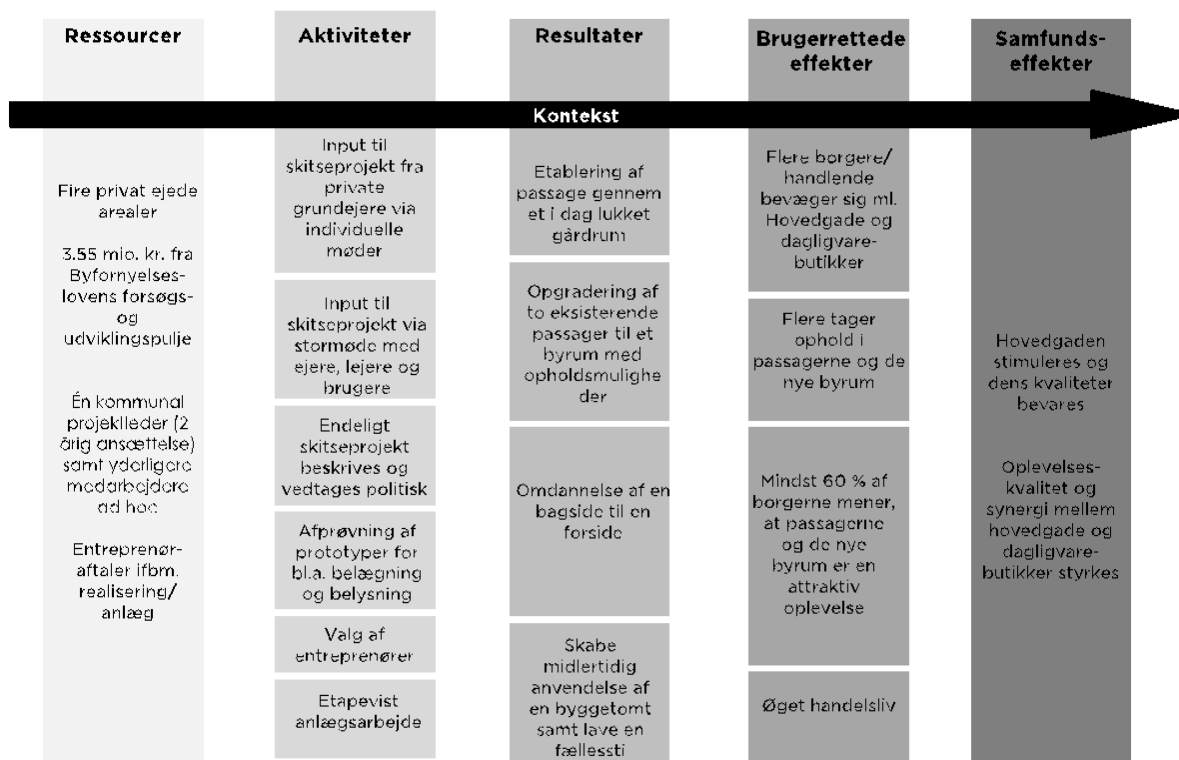 Ressourcer
Fire privat ejede
arealer
3.55 mio. kr. fra
Byfornyelses-
lovens forsøgs-
og
udviklingspulje
Én kommunal
projektleder (2
årig ansættelse)
samt yderligere
medarbejdere
ad hoc
Entreprenør-
aftaler ifbm.
realisering/
anlæg
Aktiviteter
Input til
skitseprojekt fra
private
grundejere via
individuelle
møder
Input til
skitseprojekt via
stormøde med
ejere, lejere og
brugere
Endeligt
skitseprojekt
beskrives og
vedtages politisk
Afprøvning af
prototyper for
bl.a. belægning
og belysning
Valg af
entreprenører
Etapevist
anlægsarbejde
Resultater
Kontekst
Etablering af
passage gennem
et i dag lukket
gårdrum
Opgradering af
to eksisterende
passager til et
byrum med
opholdsmulighe
der
Omdannelse af en
bagside til en
forside
Skabe
midlertidig
anvendelse af
en byggetomt
samt lave en
fællessti
Brugerrettede
effekter
Flere borgere/
handlende
bevæger sig ml.
Hovedgade og
dagligvare-
butikker
Flere tager
ophold i
passagerne og de
nye byrum
Mindst 60 % af
borgerne mener,
at passagerne
og de nye
byrum er en
attraktiv
oplevelse
Øget handelsliv
Samfunds-
effekter
Hovedgaden
stimuleres og
dens kvaliteter
bevares
Oplevelses-
kvalitet og
synergi mellem
hovedgade og
dagligvare-
butikker styrkes